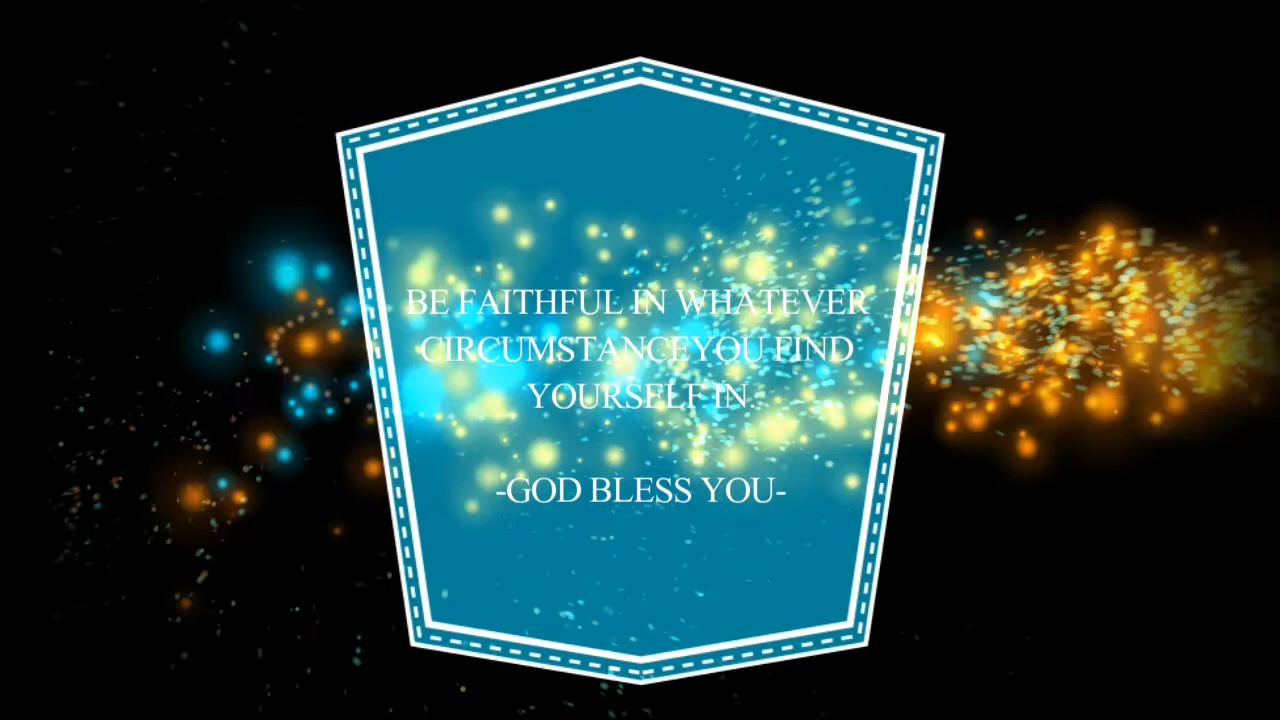 BE FAITHFUL IN WHATEVER
CIRCUMSTANCEYOU FIND
YOURSELF IN.
-GOD BLESS YOU-